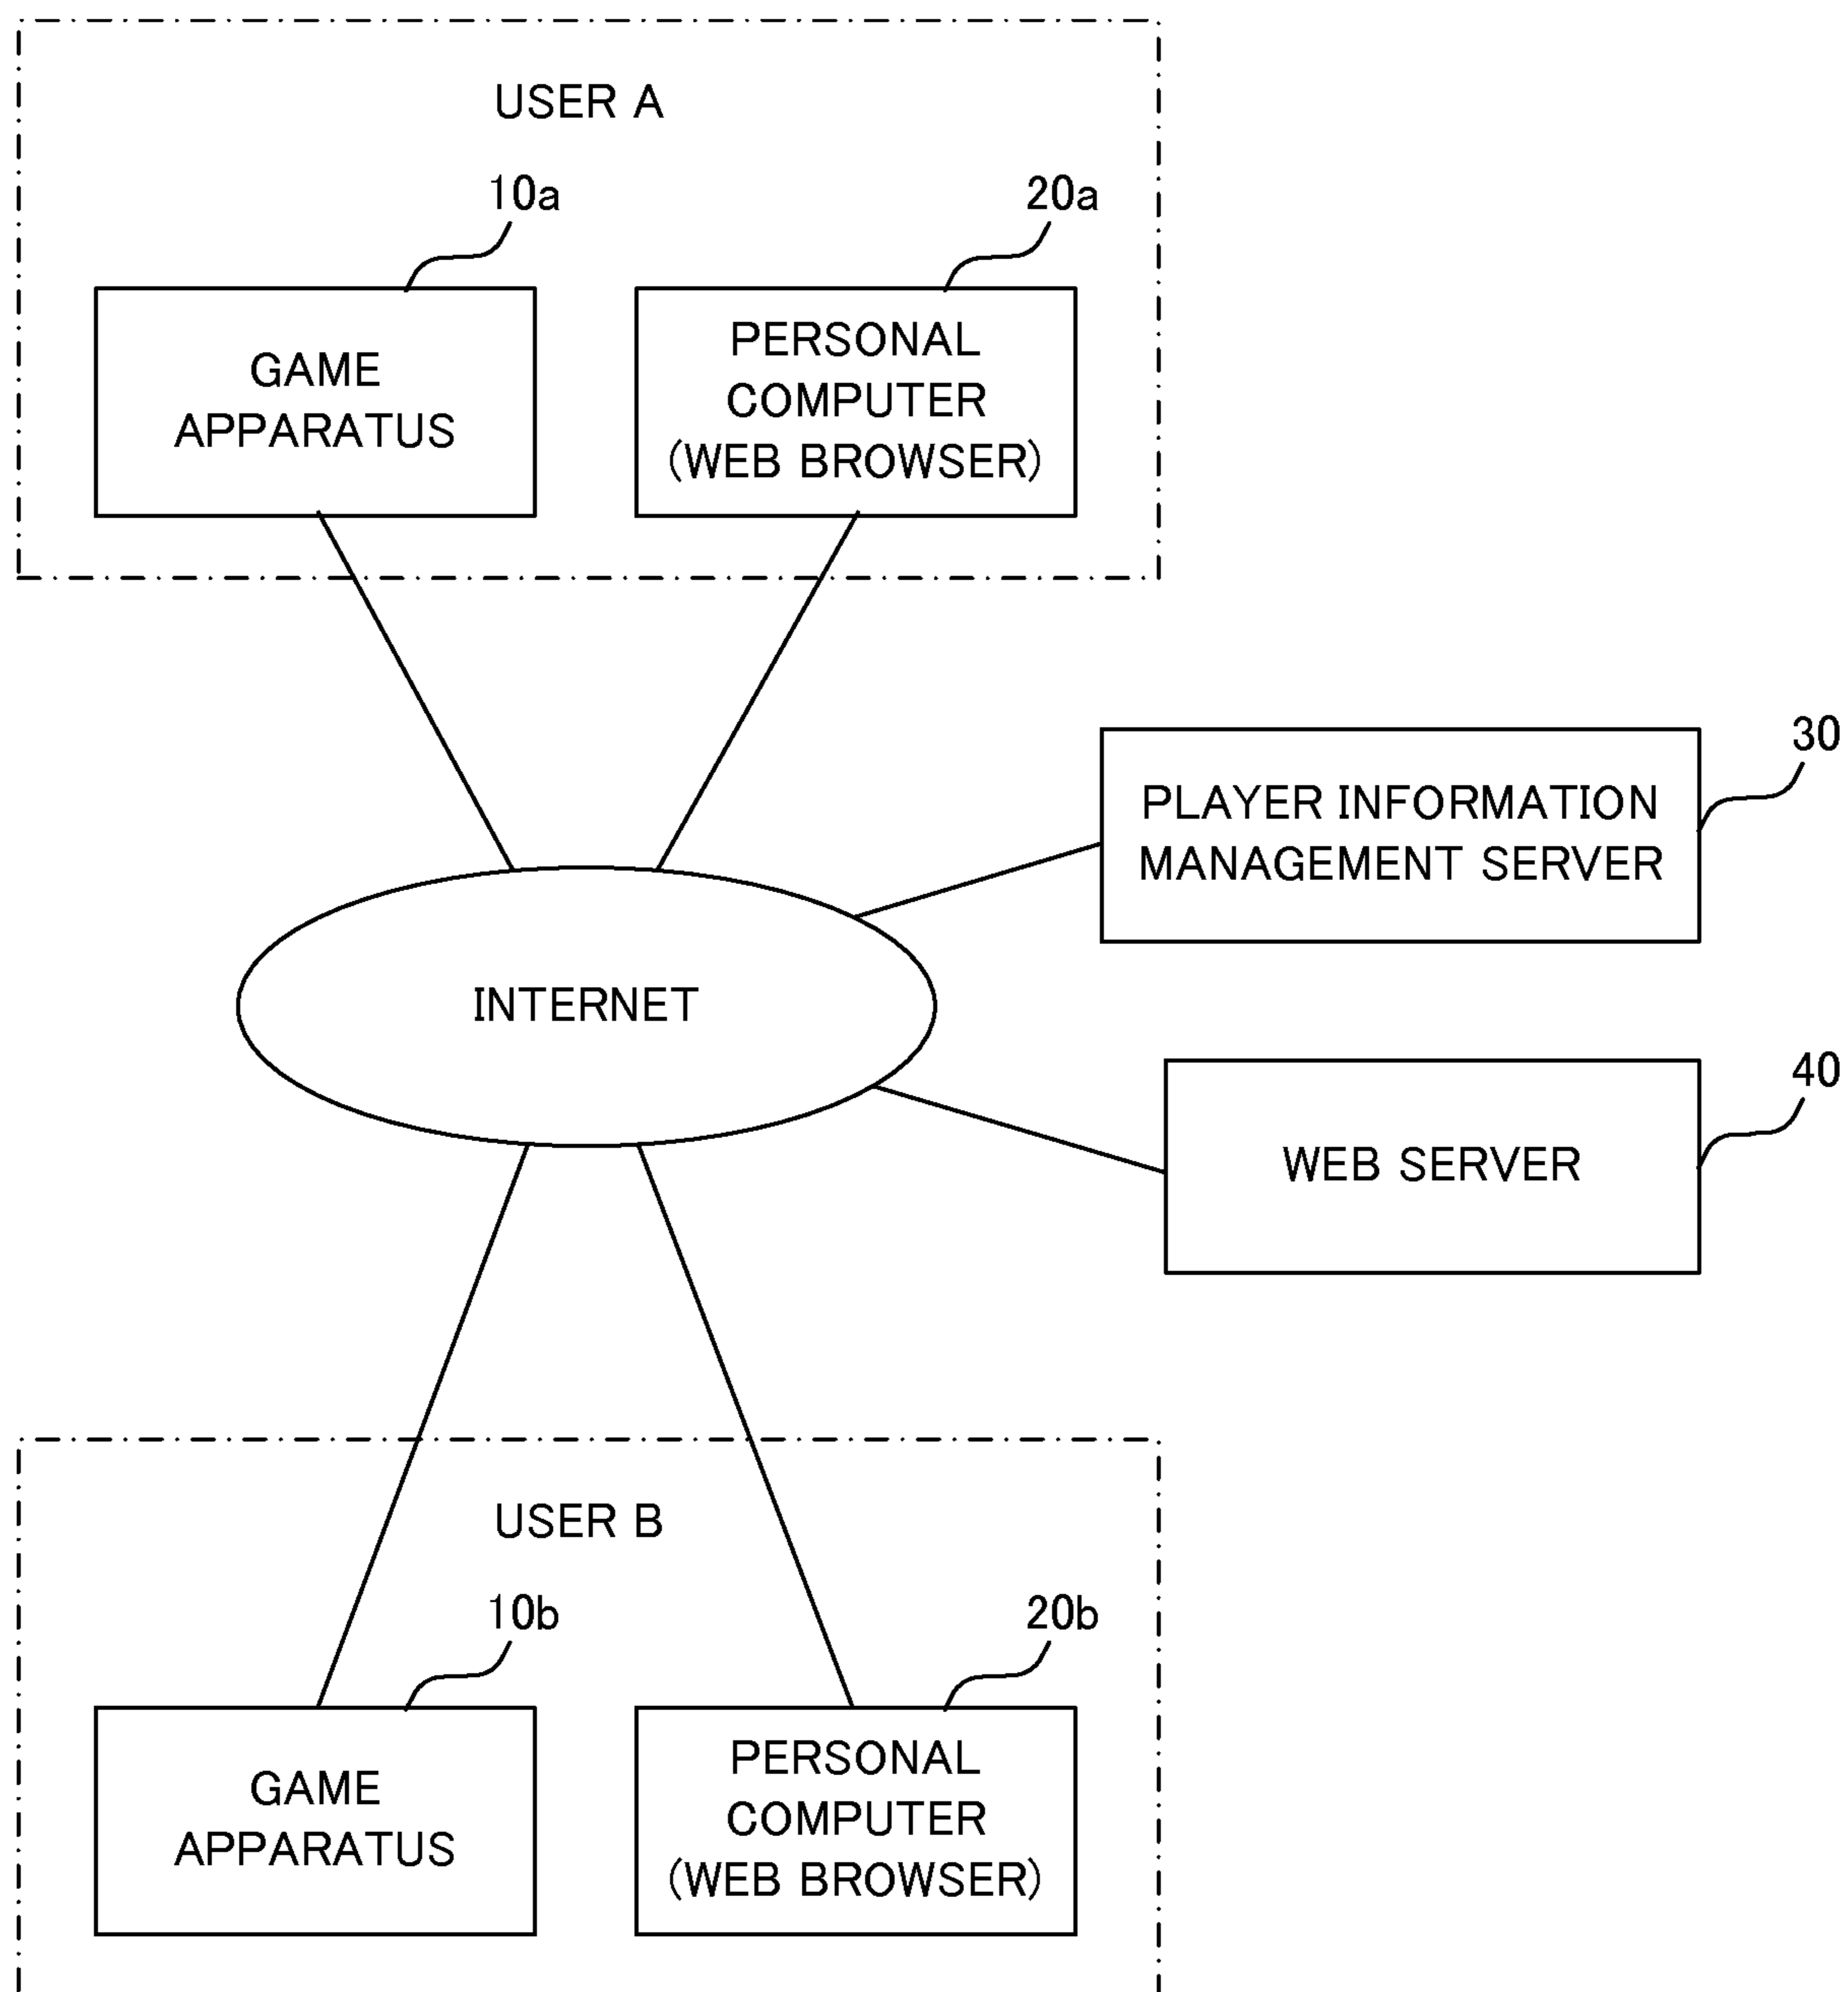 USER A
10a
20a
GAME
APPARATUS
PERSONAL
COMPUTER
(WEB BROWSER)
30
PLAYER INFORMATION
MANAGEMENT SERVER
INTERNET
40
WEB SERVER
USER B
10b
20b
GAME
APPARATUS
PERSONAL
COMPUTER
(WEB BROWSER)